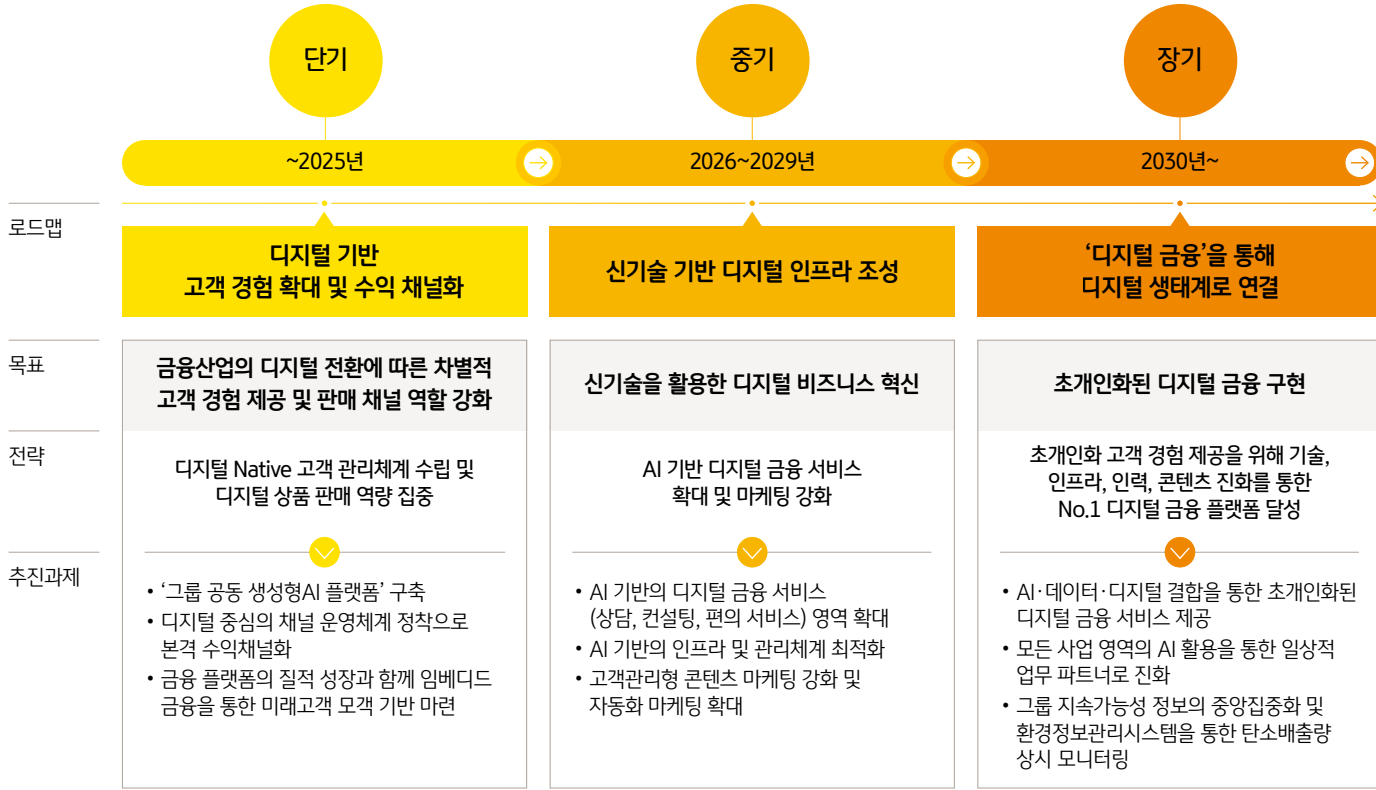 단기
중기
장기
~2025년
2026~2029년
2030년~
로드맵
디지털 기반
고객 경험 확대 및 수익 채널화
신기술 기반 디지털 인프라 조성
‘디지털 금융’을 통해
디지털 생태계로 연결
목표
금융산업의 디지털 전환에 따른 차별적
고객 경험 제공 및 판매 채널 역할 강화
신기술을 활용한 디지털 비즈니스 혁신
초개인화된 디지털 금융 구현
전략
디지털 Native 고객 관리체계 수립 및
디지털 상품 판매 역량 집중
AI 기반 디지털 금융 서비스
확대 및 마케팅 강화
초개인화 고객 경험 제공을 위해 기술,
인프라, 인력, 콘텐츠 진화를 통한
No.1 디지털 금융 플랫폼 달성
추진과제
• ‘그룹 공동 생성형AI 플랫폼’ 구축
• 디지털 중심의 채널 운영체계 정착으로
본격 수익채널화
• 금융 플랫폼의 질적 성장과 함께 임베디드
금융을 통한 미래고객 모객 기반 마련
• AI 기반의 디지털 금융 서비스
(상담, 컨설팅, 편의 서비스) 영역 확대
• AI 기반의 인프라 및 관리체계 최적화
• 고객관리형 콘텐츠 마케팅 강화 및
자동화 마케팅 확대
• AI·데이터·디지털 결합을 통한 초개인화된
디지털 금융 서비스 제공
• 모든 사업 영역의 AI 활용을 통한 일상적
업무 파트너로 진화
• 그룹 지속가능성 정보의 중앙집중화 및
환경정보관리시스템을 통한 탄소배출량
상시 모니터링